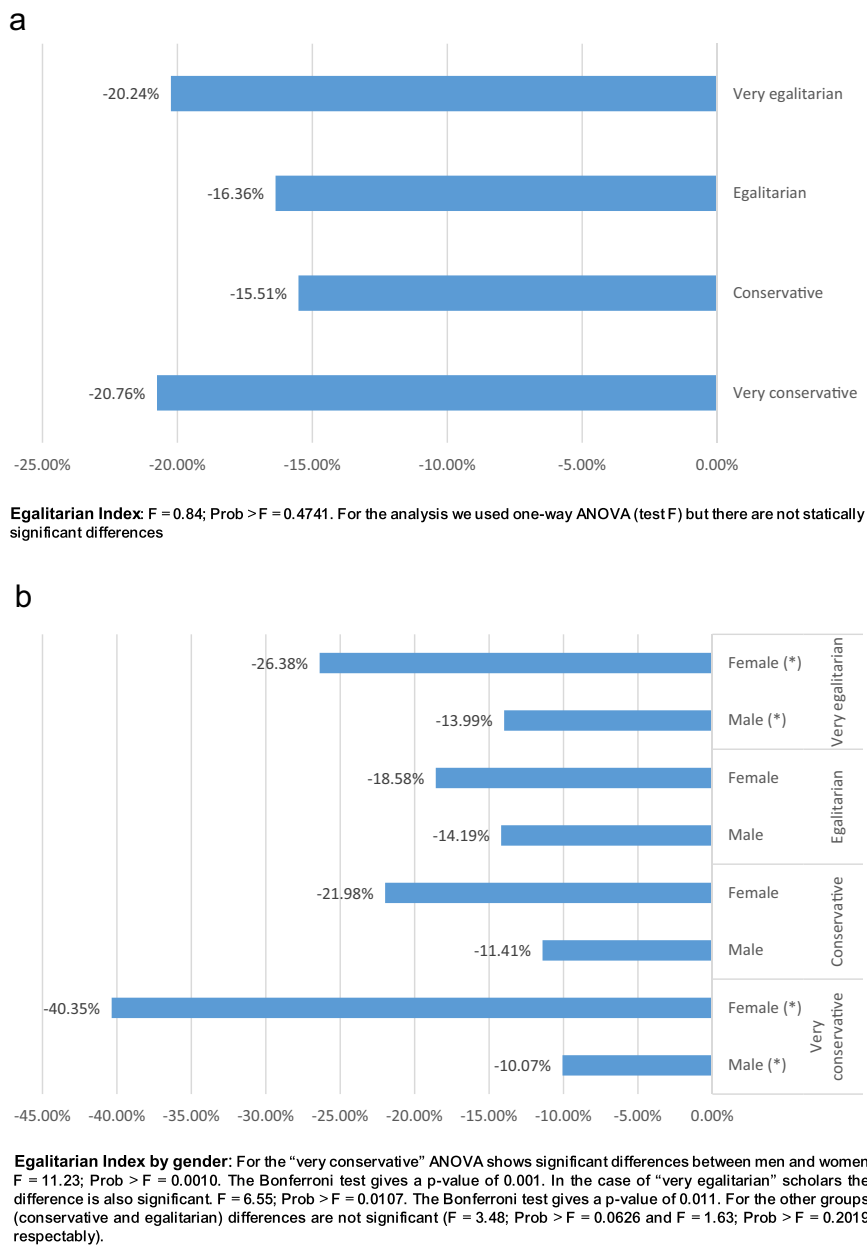 a
-20.24%
Very egalitarian
-16.36%
Egalitarian
-15.51%
Conservative
-20.76%
Very conservative
-25.00% -20.00% -15.00% -10.00% -5.00% 0.00%
Egalitarian Index: F = 0.84; Prob > F = 0.4741. For the analysis we used one-way ANOVA (test F) but there are not statically
significant differences
b
-26.38%
Female (*)
-13.99%
Male (*)
Very egalitarian
-18.58%
Female
-14.19%
Male
Egalitarian
-21.98%
Female
-11.41%
Male
Conservative
-40.35%
Female (*)
-10.07%
Male (*)
Very
conservative
-45.00% -40.00% -35.00% -30.00% -25.00% -20.00% -15.00% -10.00% -5.00% 0.00%
Egalitarian Index by gender: For the “very conservative” ANOVA shows significant differences between men and women
F = 11.23; Prob > F = 0.0010. The Bonferroni test gives a p-value of 0.001. In the case of “very egalitarian” scholars the
difference is also significant. F = 6.55; Prob > F = 0.0107. The Bonferroni test gives a p-value of 0.011. For the other groups
(conservative and egalitarian) differences are not significant (F = 3.48; Prob > F = 0.0626 and F = 1.63; Prob > F = 0.2019
respectably).